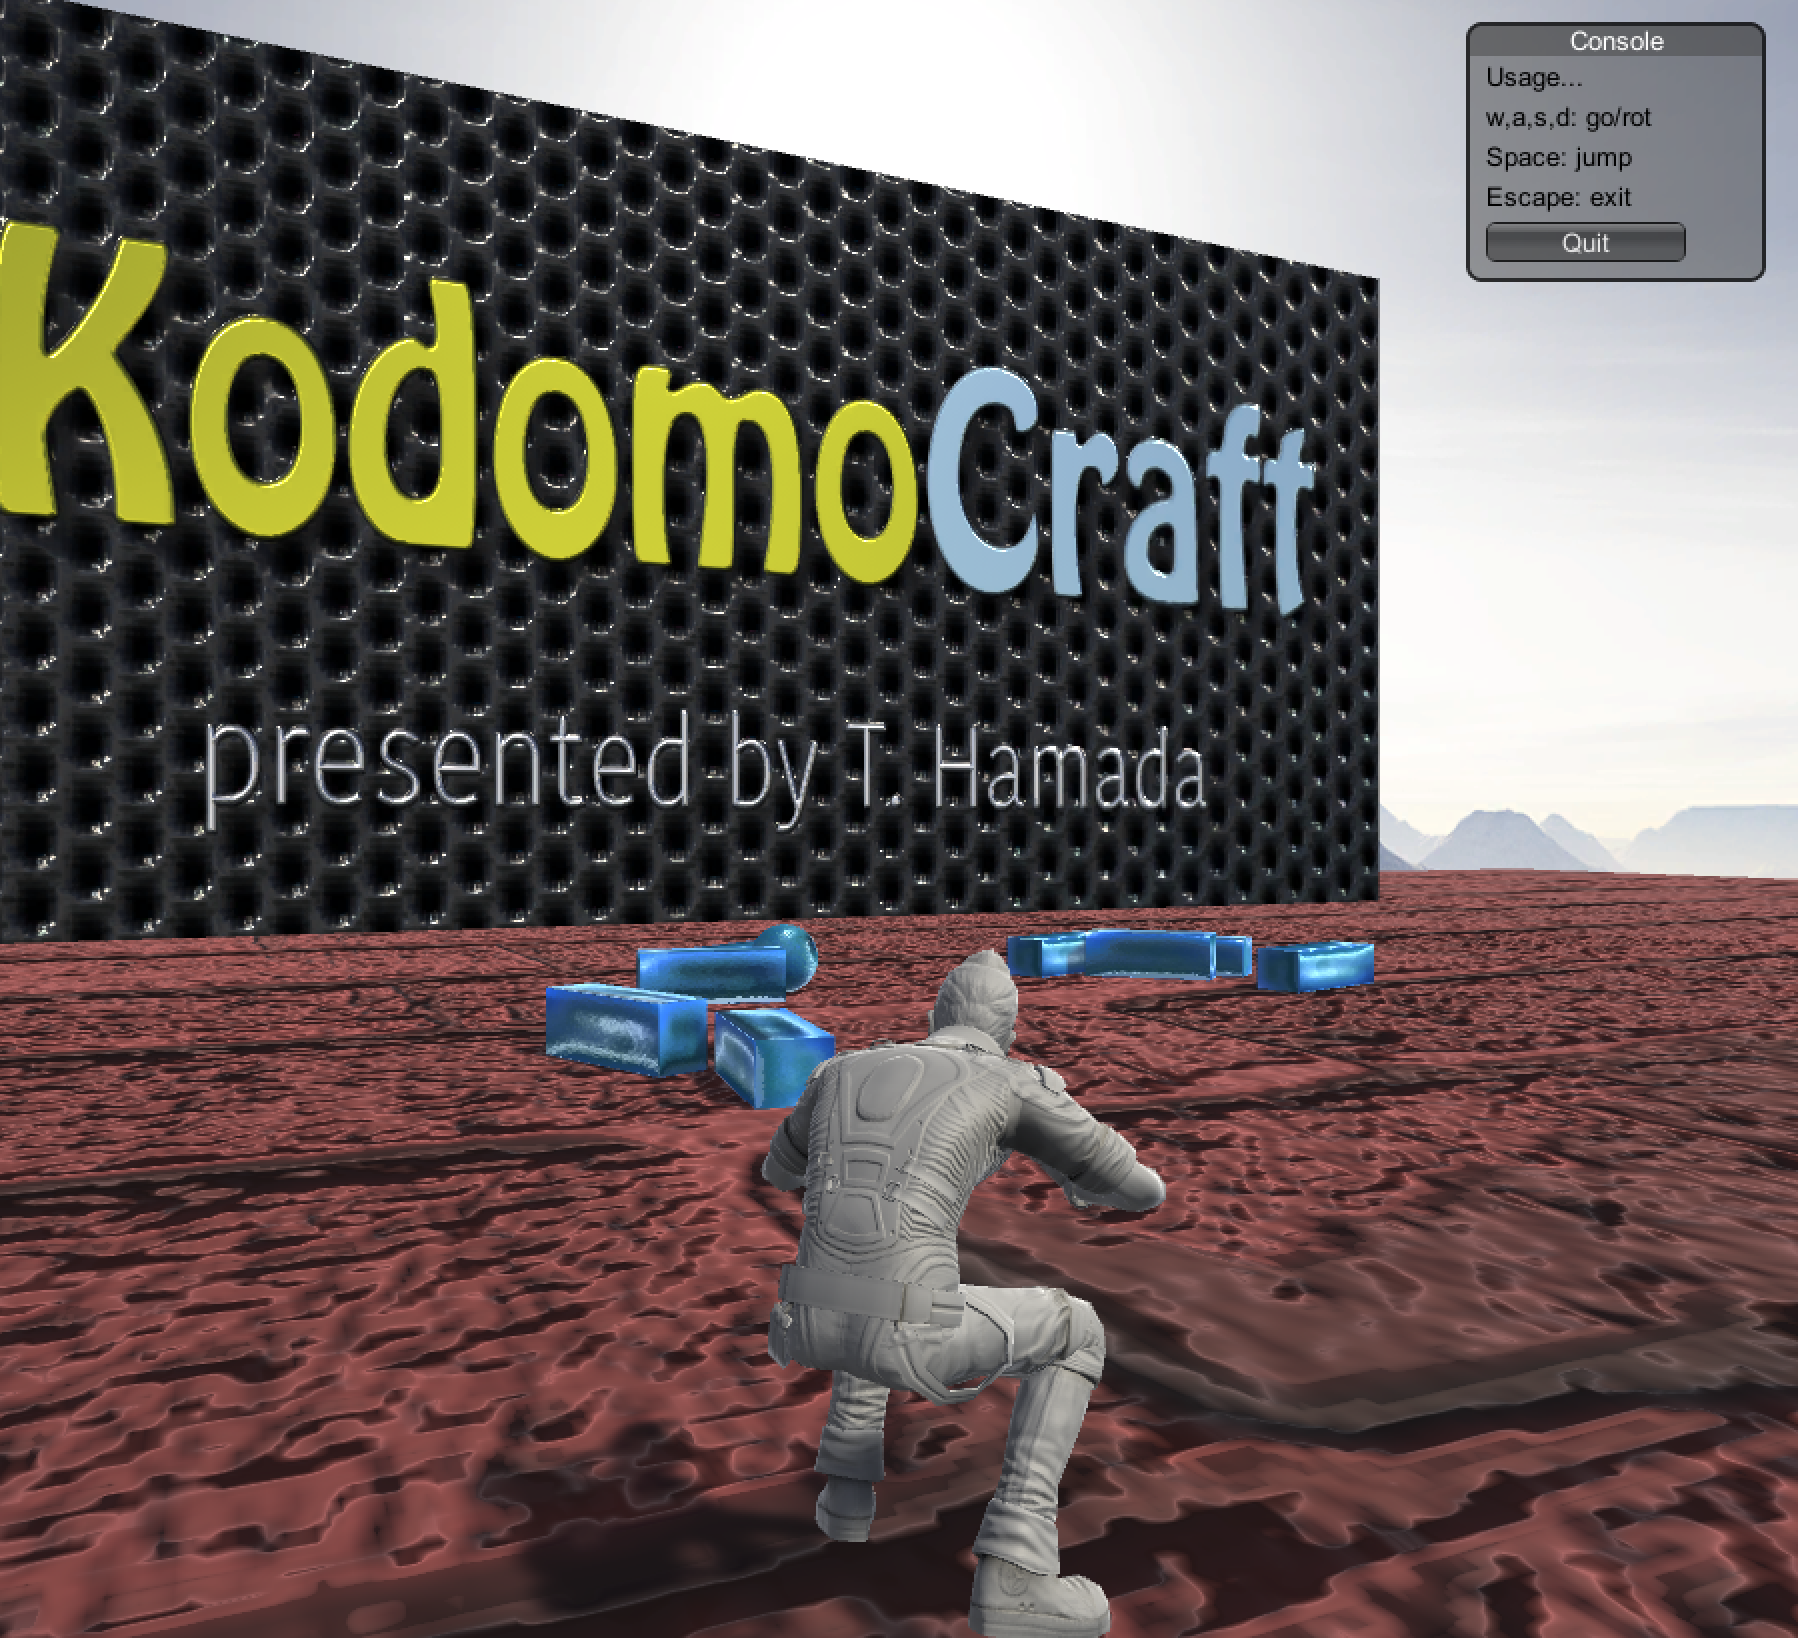 KodomoCraft
presented by T. Hamada
Console
Usage...
w,a,s,d: go/rot
Space: jump
Escape: exit
Quit